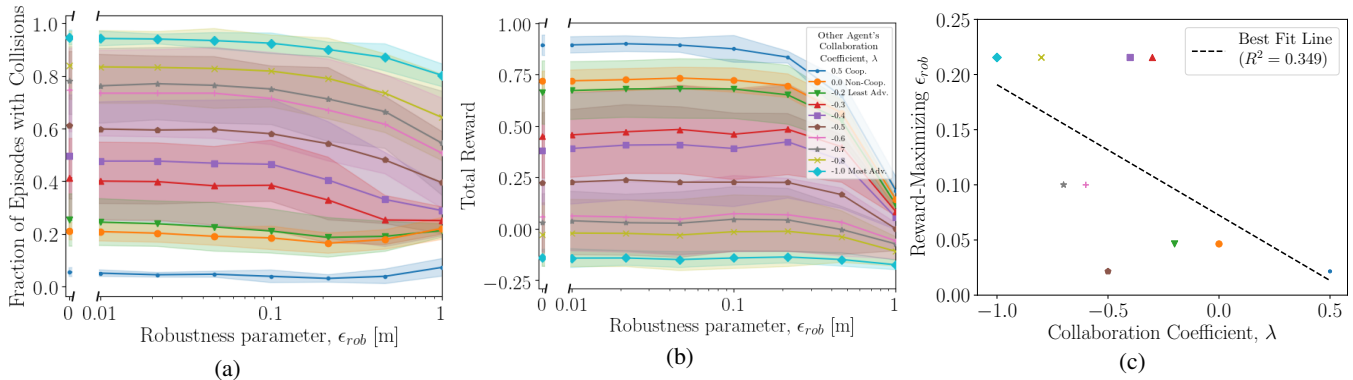 Fraction of Episodes with Collisions
1.0
0.8
0.6
0.4
0.2
0.0
0
0.01
0.1
1
Robustness parameter, ϵ_rob [m]
(a)
Total Reward
1.00
0.75
0.50
0.25
0.00
−0.25
0
0.01
0.1
1
Robustness parameter, ϵ_rob [m]
Other Agent's
Collaboration
Coefficient, λ
0.5 Coop.
0.0 Non-Coop.
-0.2 Least Adv.
-0.3
-0.4
-0.5
-0.6
-0.7
-0.8
-1.0 Most Adv.
(b)
Reward-Maximizing ϵ_rob
0.25
0.20
0.15
0.10
0.05
0.00
−1.0
−0.5
0.0
0.5
Collaboration Coefficient, λ
Best Fit Line
(R² = 0.349)
(c)